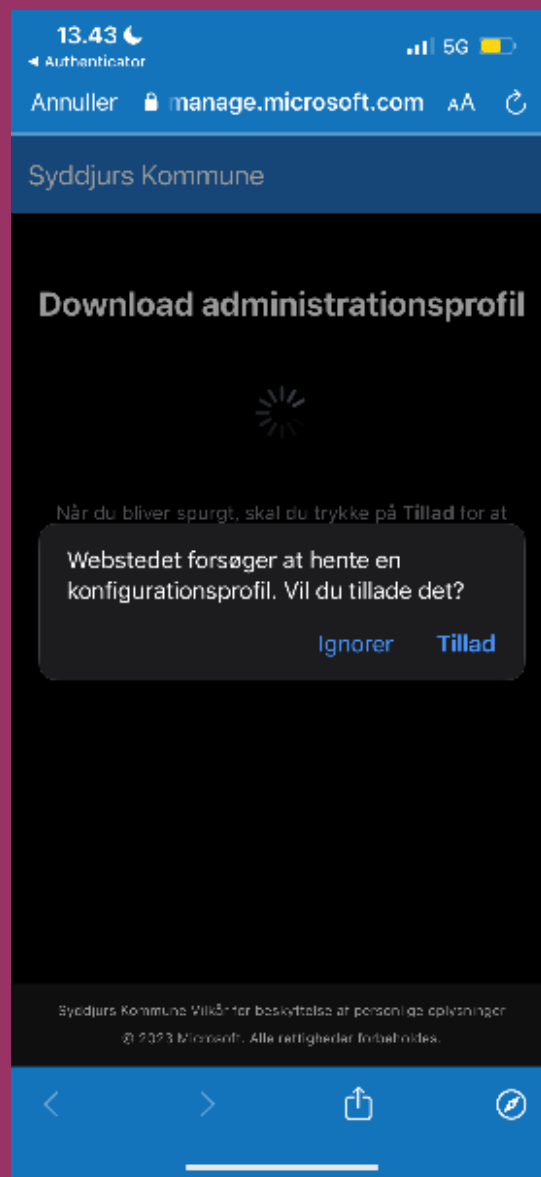 13.43
◄ Authenticator
5G
Annuller manage.microsoft.com AA
Syddjurs Kommune
Download administrationsprofil
Når du bliver spurgt, skal du trykke på Tillad for at
Webstedet forsøger at hente en
konfigurationsprofil. Vil du tillade det?
Ignorer Tillad
Syddjurs Kommune Vilkår for beskyttelse af personlige oplysninger
© 2023 Microsoft. Alle rettigheder forbeholdes.